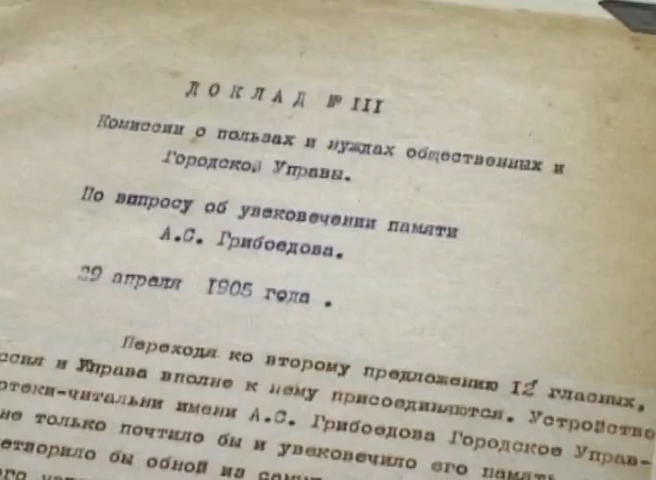 ДОКЛАД № III
Комиссии о пользах и нуждах общественных и
Городской Управы.
По вопросу об увековечении памяти
А.С. Грибоедова.
29 апреля 1905 года .
Переходя ко второму предложению 12 гласных,
ссия и Управа вполне к нему присоединяются. Устройство
отеки-читальни имени А.С. Грибоедова Городское Управ-
не только почтило бы и увековечило его память
етворило бы обной из